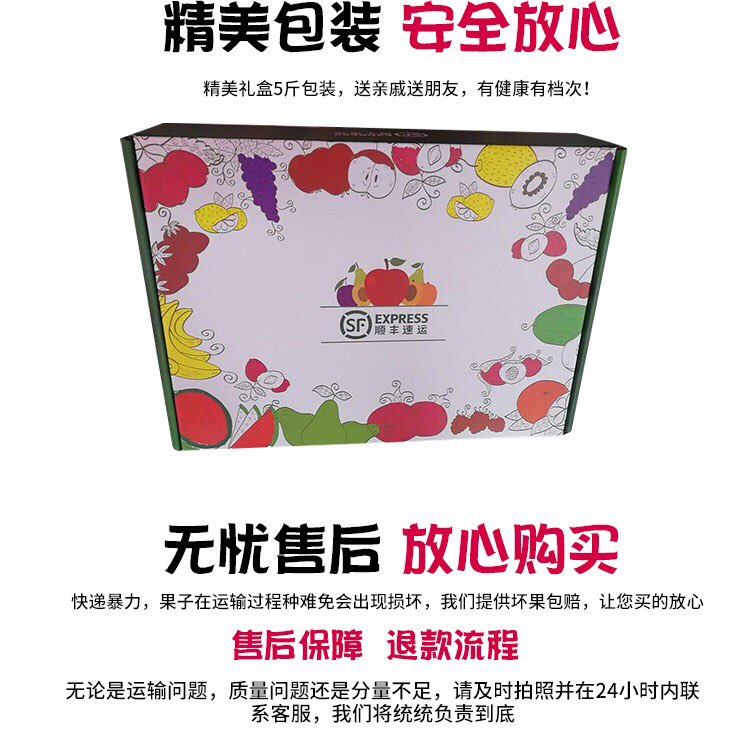 精美包装 安全放心
精美礼盒5斤包装，送亲戚送朋友，有健康有档次！
SF EXPRESS
顺丰速运
无忧售后 放心购买
快递暴力，果子在运输过程种难免会出现损坏，我们提供坏果包赔，让您买的放心
售后保障 退款流程
无论是运输问题，质量问题还是分量不足，请及时拍照并在24小时内联
系客服，我们将统统负责到底